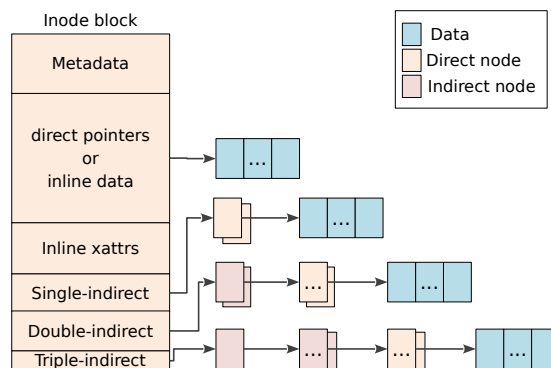 Inode block
Metadata
direct pointers
or
inline data
Inline xattrs
Single-indirect
Double-indirect
Triple-indirect
Data
Direct node
Indirect node
...
...
...
...
...
...
...